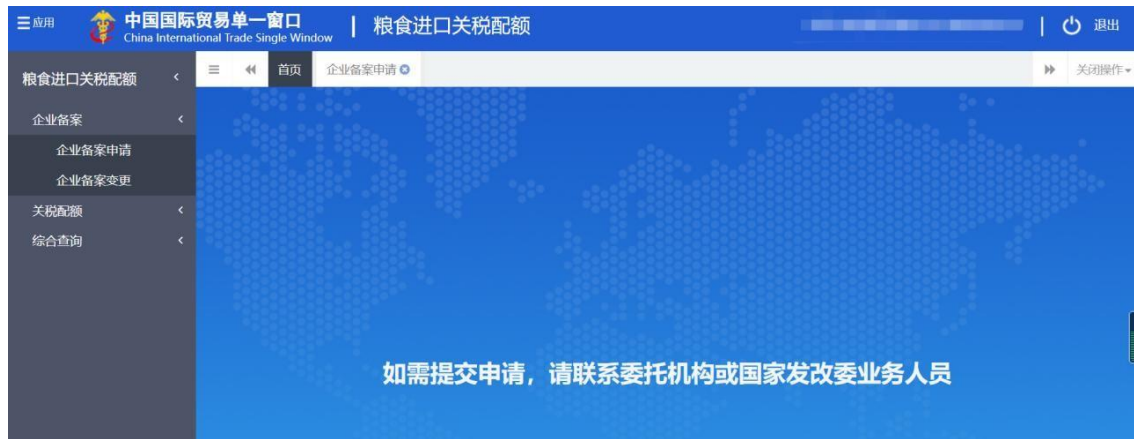 应用
中国国际贸易单一窗口
China International Trade Single Window
粮食进口关税配额
退出
粮食进口关税配额
首页
企业备案申请
关闭操作
企业备案
企业备案申请
企业备案变更
关税配额
综合查询
如需提交申请，请联系委托机构或国家发改委业务人员